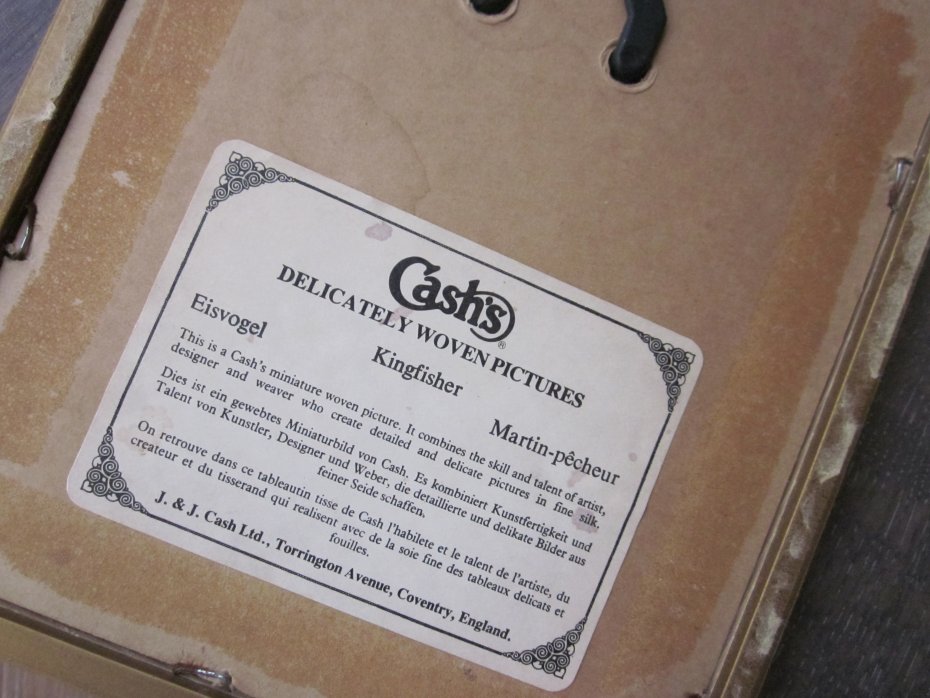 Cash's®
DELICATELY WOVEN PICTURES
Eisvogel
Kingfisher
Martin-pêcheur
This is a Cash's miniature woven picture. It combines the skill and talent of artist,
designer and weaver who create detailed and delicate pictures in fine silk.
Dies ist ein gewebtes Miniaturbild von Cash. Es kombiniert Kunstfertigkeit und
Talent von Kunstler, Designer und Weber, die detaillierte und delikate Bilder aus
feiner Seide schaffen.
On retrouve dans ce tableautin tisse de Cash l'habilete et le talent de l'artiste, du
createur et du tisserand qui realisent avec de la soie fine des tableaux delicats et
fouilles.
J. & J. Cash Ltd., Torrington Avenue, Coventry, England.